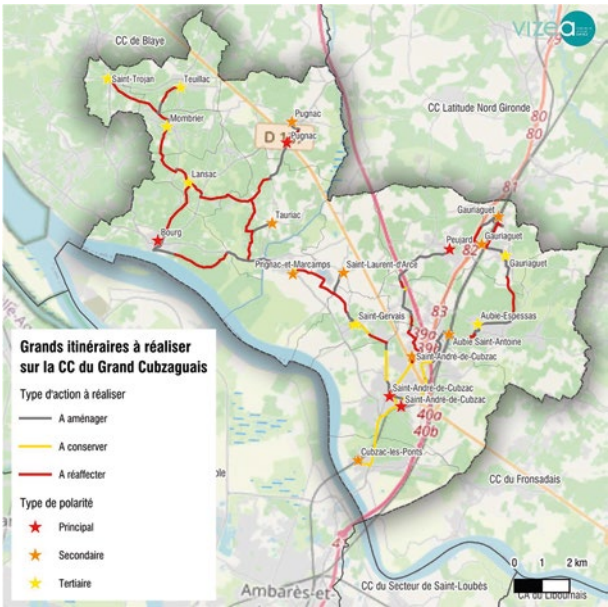 vizea
CC de Blaye
Saint-Trojan
Teuillac
CC Latitude Nord Gironde
Pugnac
Mombrier
80
80
Pugnac
Lansac
81
Tauriac
Gauriaguet
Bourg
Peujard
Gauriaguet
82
Prignac-et-Marcamps
Saint-Laurent-d'Arce
Gauriaguet
83
Saint-Gervais
Aubie-Espessas
39a
39b
Aubie Saint-Antoine
Saint-André-de-Cubzac
Saint-André-de-Cubzac
Saint-André-de-Cubzac
40a
40b
Cubzac-les-Ponts
CC du Fronsadais
Grands itinéraires à réaliser
sur la CC du Grand Cubzaguais
Type d'action à réaliser
A aménager
A conserver
A réaffecter
Type de polarité
Principal
Secondaire
Tertiaire
0 1 2 km
Ambarès-et-
CC du Secteur de Saint-Loubès
CA du Libournais